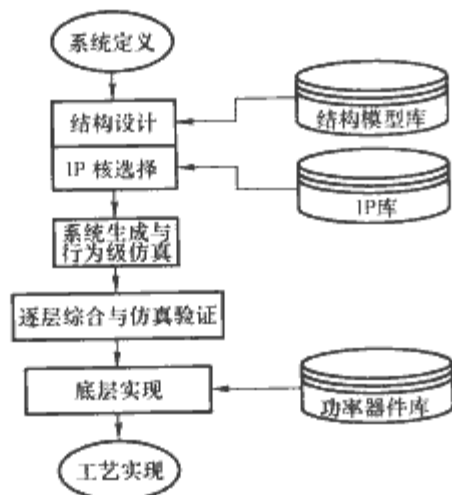 系统定义
结构设计
结构模型库
IP 核选择
IP库
系统生成与
行为级仿真
逐层综合与仿真验证
底层实现
功率器件库
工艺实现